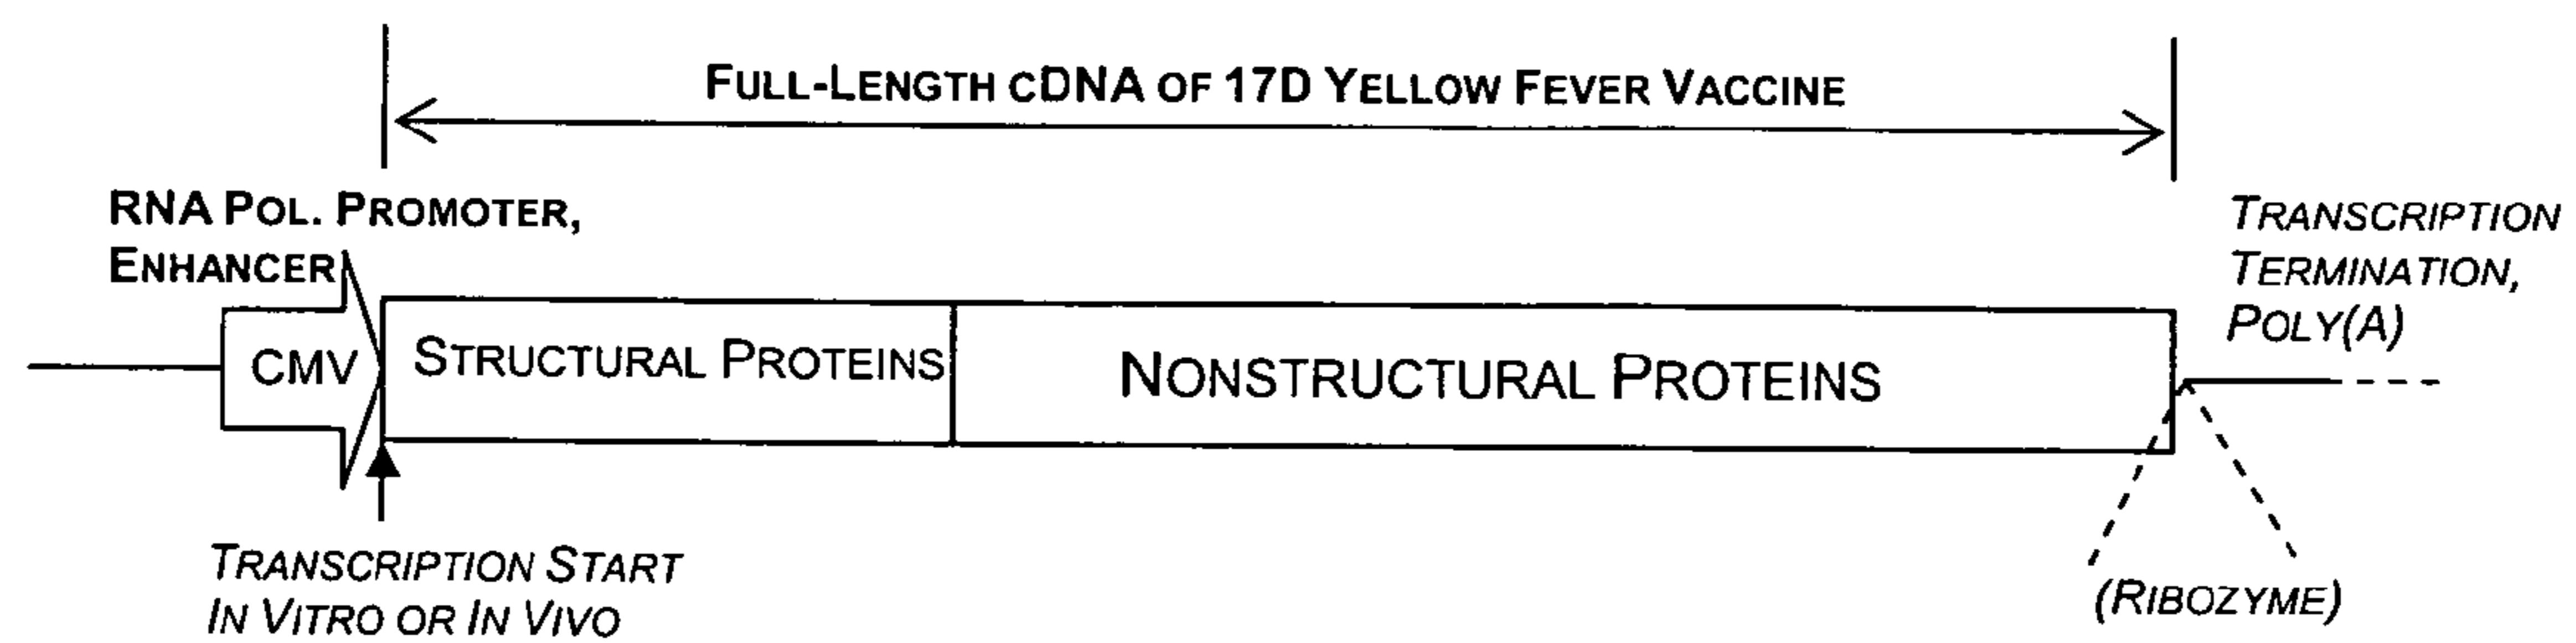 FULL-LENGTH CDNA OF 17D YELLOW FEVER VACCINE
RNA POL. PROMOTER,
ENHANCER
TRANSCRIPTION
TERMINATION,
POLY(A)
CMV
STRUCTURAL PROTEINS
NONSTRUCTURAL PROTEINS
TRANSCRIPTION START
IN VITRO OR IN VIVO
(RIBOZYME)